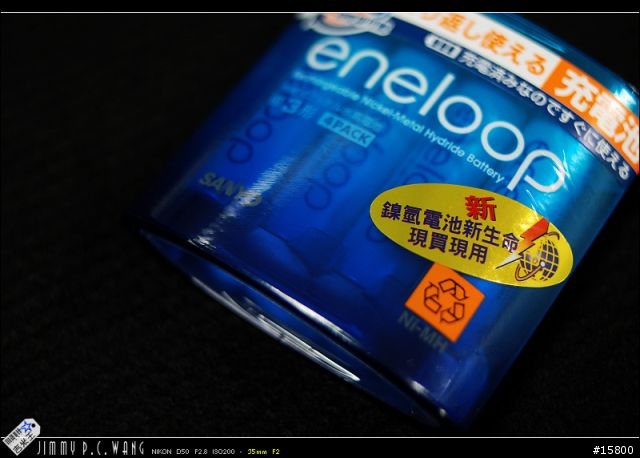 り返し使える
充電池
充電済みなのですぐに使える
eneloop
Rechargeable Nickel-Metal Hydride Battery
単3形
4PACK
SANYO
新
鎳氫電池新生命
現買現用
Ni-MH
JIMMY P.C.WANG NIKON D50 F2.8 ISO200 - 35mm F2
#15800